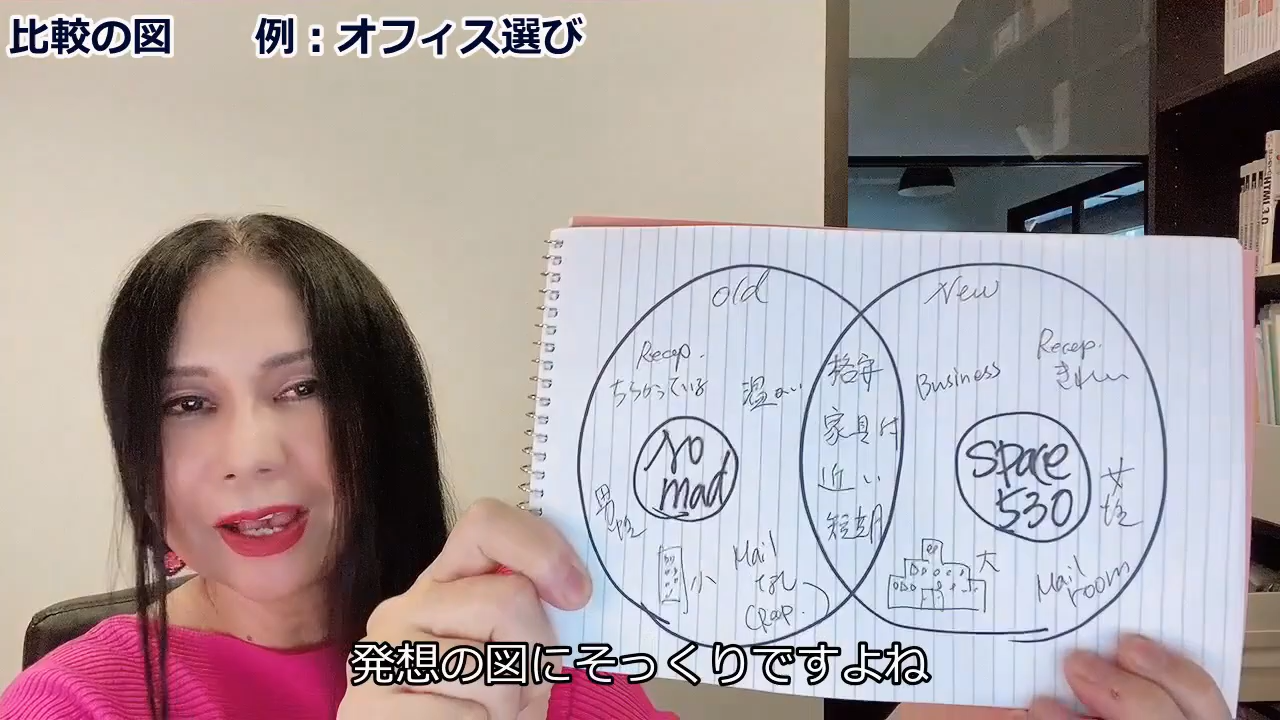 比較の図　　例：オフィス選び
old
New
Recep.
ちらかっている
温かい
No
mad
男性
小
Mail
なし
格安
家具付
近い
短期
Business
Recep.
きれい
Space
530
女性
大
Mail
room
HTML 3.0
発想の図にそっくりですよね